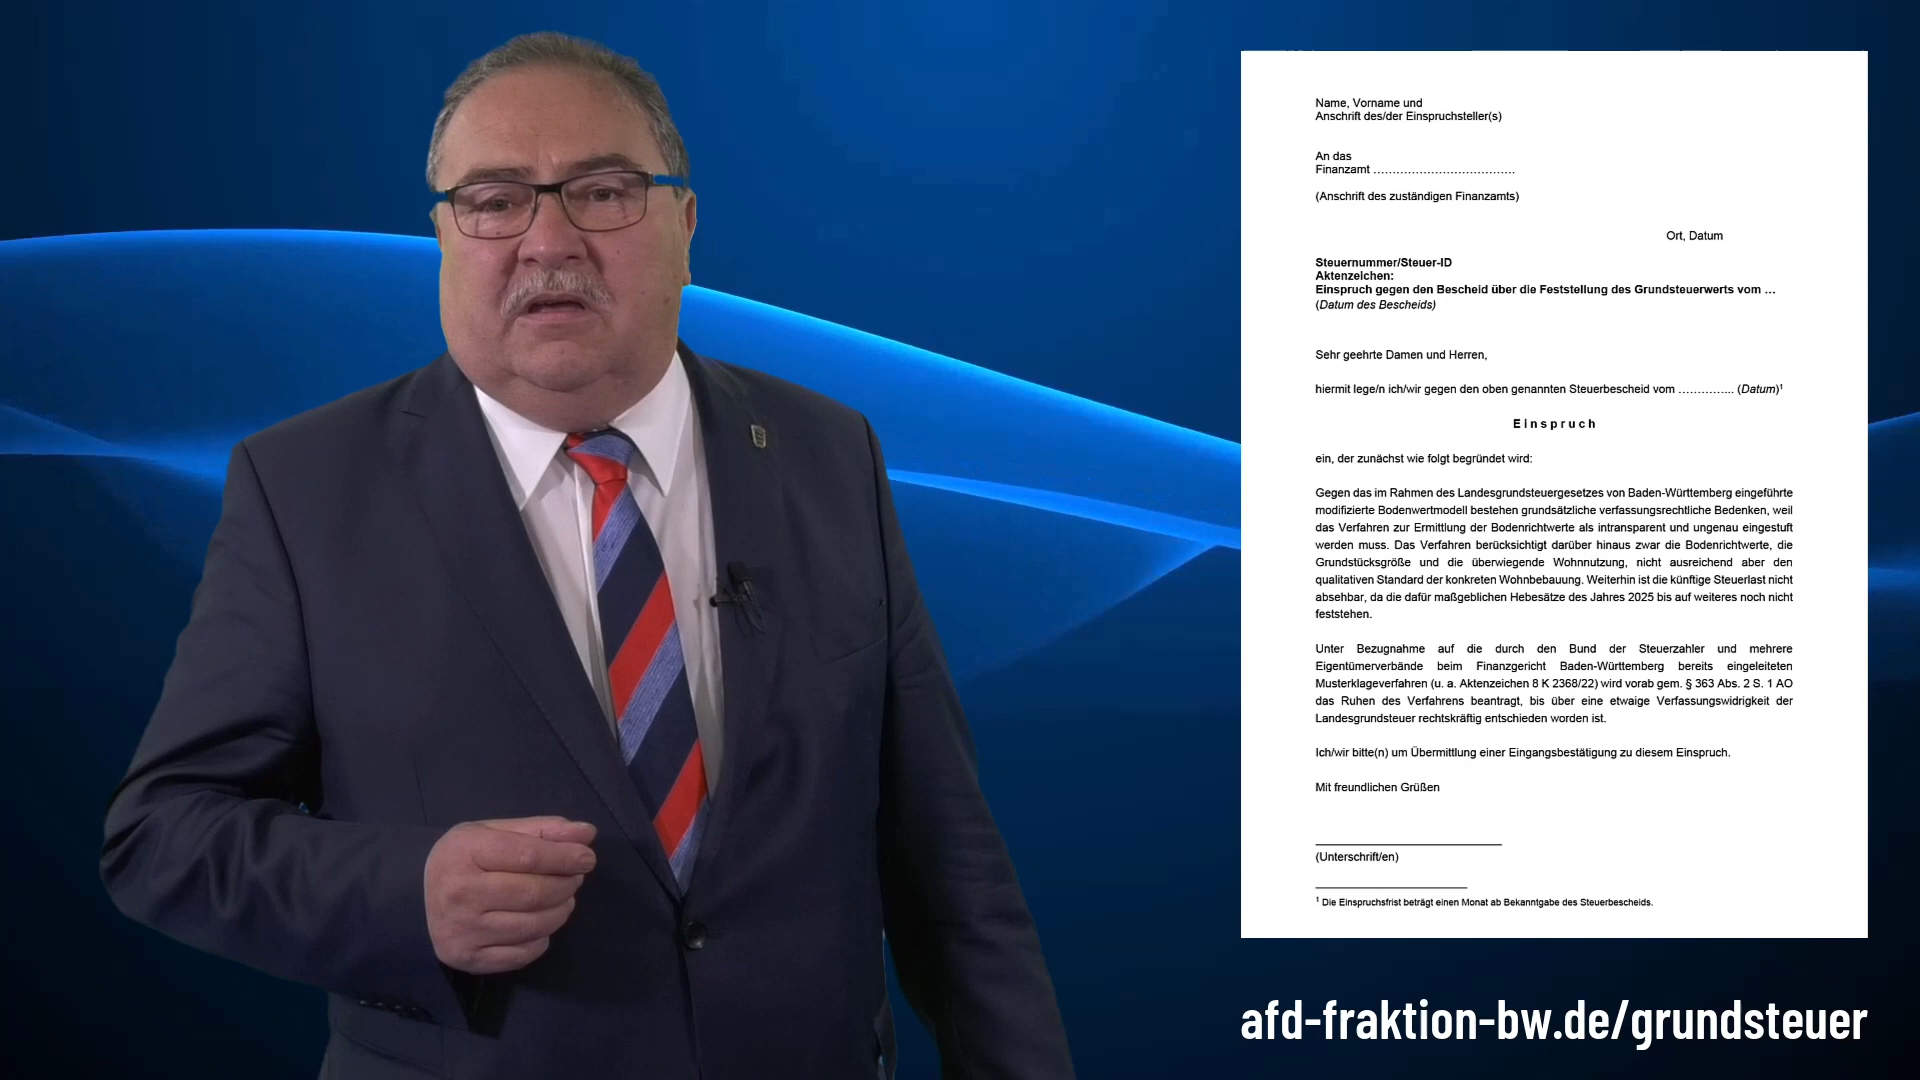 Name, Vorname und
Anschrift des/der Einspruchsteller(s)
An das
Finanzamt ……………………………….
(Anschrift des zuständigen Finanzamts)
Ort, Datum
Steuernummer/Steuer-ID
Aktenzeichen:
Einspruch gegen den Bescheid über die Feststellung des Grundsteuerwerts vom …
(Datum des Bescheids)
Sehr geehrte Damen und Herren,
hiermit lege/n ich/wir gegen den oben genannten Steuerbescheid vom ………….. (Datum)¹
E i n s p r u c h
ein, der zunächst wie folgt begründet wird:
Gegen das im Rahmen des Landesgrundsteuergesetzes von Baden-Württemberg eingeführte
modifizierte Bodenwertmodell bestehen grundsätzliche verfassungsrechtliche Bedenken, weil
das Verfahren zur Ermittlung der Bodenrichtwerte als intransparent und ungenau eingestuft
werden muss. Das Verfahren berücksichtigt darüber hinaus zwar die Bodenrichtwerte, die
Grundstücksgröße und die überwiegende Wohnnutzung, nicht ausreichend aber den
qualitativen Standard der konkreten Wohnbebauung. Weiterhin ist die künftige Steuerlast nicht
absehbar, da die dafür maßgeblichen Hebesätze des Jahres 2025 bis auf weiteres noch nicht
feststehen.
Unter Bezugnahme auf die durch den Bund der Steuerzahler und mehrere
Eigentümerverbände beim Finanzgericht Baden-Württemberg bereits eingeleiteten
Musterklageverfahren (u. a. Aktenzeichen 8 K 2368/22) wird vorab gem. § 363 Abs. 2 S. 1 AO
das Ruhen des Verfahrens beantragt, bis über eine etwaige Verfassungswidrigkeit der
Landesgrundsteuer rechtskräftig entschieden worden ist.
Ich/wir bitte(n) um Übermittlung einer Eingangsbestätigung zu diesem Einspruch.
Mit freundlichen Grüßen
(Unterschrift/en)
¹ Die Einspruchsfrist beträgt einen Monat ab Bekanntgabe des Steuerbescheids.
afd-fraktion-bw.de/grundsteuer